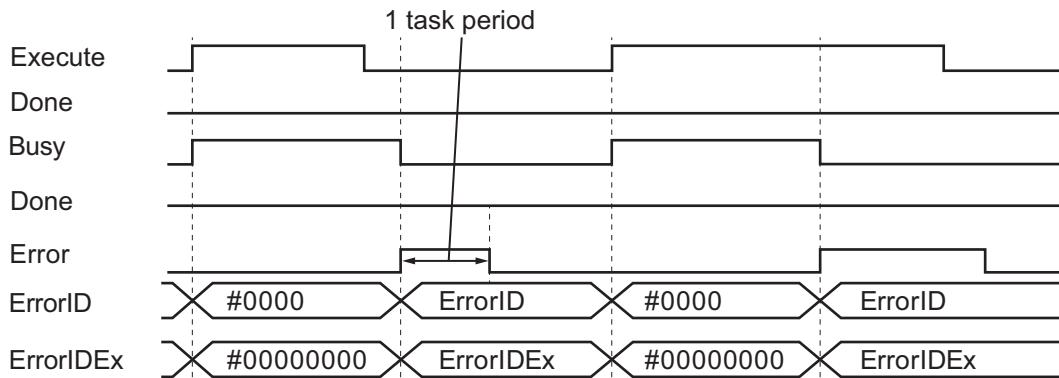 1 task period
Execute
Done
Busy
Done
Error
ErrorID #0000 ErrorID #0000 ErrorID
ErrorIDEx #00000000 ErrorIDEx #00000000 ErrorIDEx